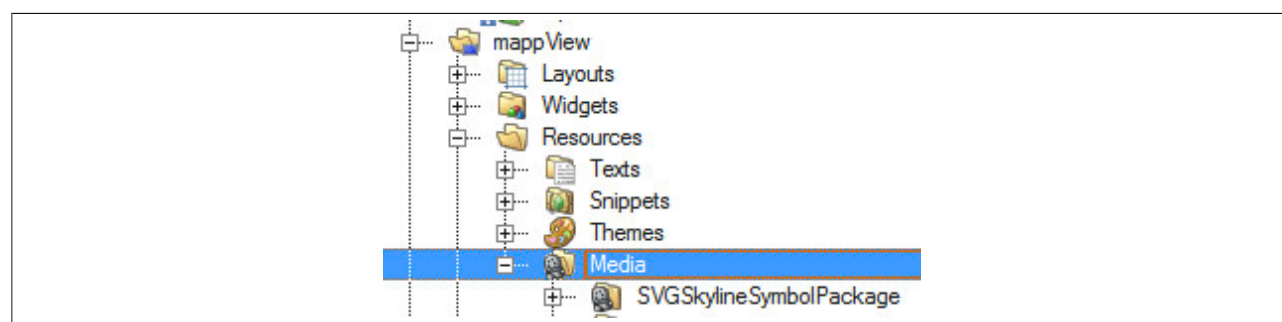 mappView
Layouts
Widgets
Resources
Texts
Snippets
Themes
Media
SVGSkylineSymbolPackage